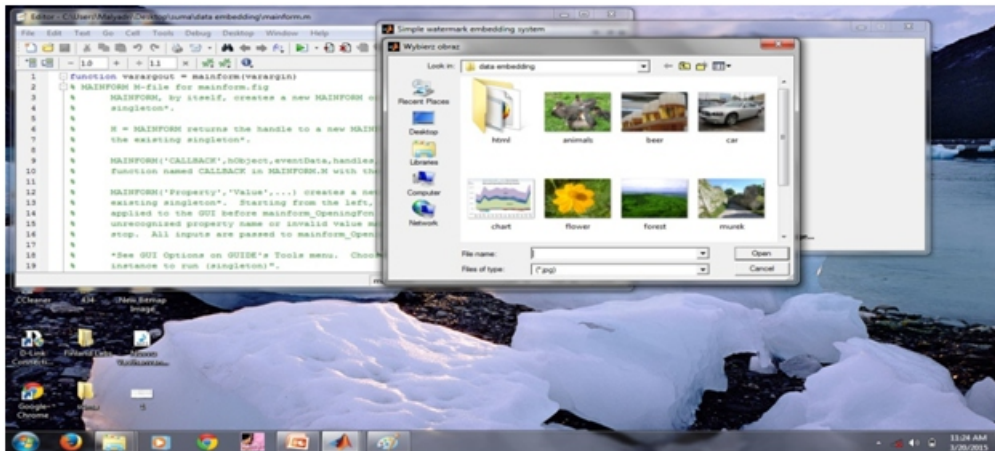 Editor - C:\Users\Malyadri\Desktop\suma\data embedding\mainform.m
File Edit Text Go Cell Tools Debug Desktop Window Help
1.0 1.1
1 function varargout = mainform(varargin)
2 % MAINFORM M-file for mainform.fig
3 % MAINFORM, by itself, creates a new MAINFORM or
4 % singleton*.
5 %
6 % H = MAINFORM returns the handle to a new MAINF
7 % the existing singleton*.
8 %
9 % MAINFORM('CALLBACK',hObject,eventData,handles,
10 % function named CALLBACK in MAINFORM.M with the
11 %
12 % MAINFORM('Property','Value',...) creates a new
13 % existing singleton*. Starting from the left,
14 % applied to the GUI before mainform_OpeningFcn
15 % unrecognized property name or invalid value ma
16 % stop. All inputs are passed to mainform_Openi
17 %
18 % *See GUI Options on GUIDE's Tools menu. Choo
19 % instance to run (singleton)".
Simple watermark embedding system
Wybierz obraz
Look in: data embedding
Recent Places
Desktop
Libraries
Computer
Network
html animals beer car
chart flower forest murek
File name: Open
Files of type: (*.jpg) Cancel
CCleaner 434 New Bitmap Image
D-Link Finland Labs
Google Chrome
11:24 AM
3/20/2015